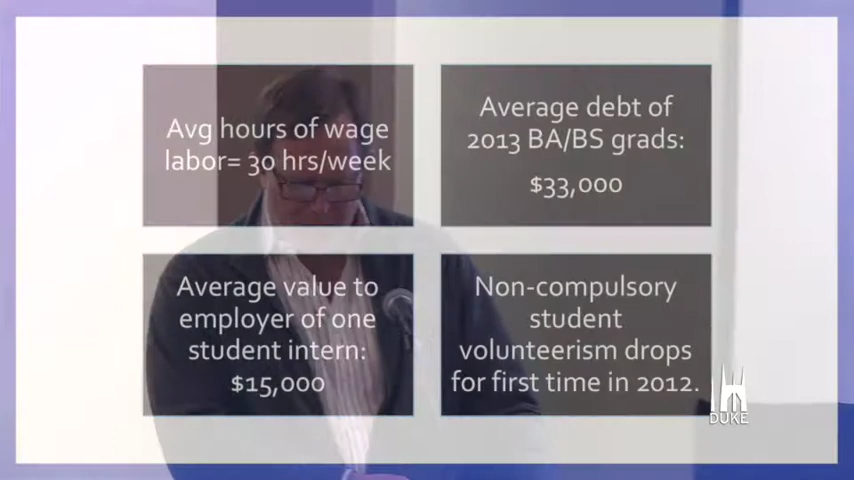 Avg hours of wage
labor= 30 hrs/week
Average debt of
2013 BA/BS grads:
$33,000
Average value to
employer of one
student intern:
$15,000
Non-compulsory
student
volunteerism drops
for first time in 2012.
DUKE